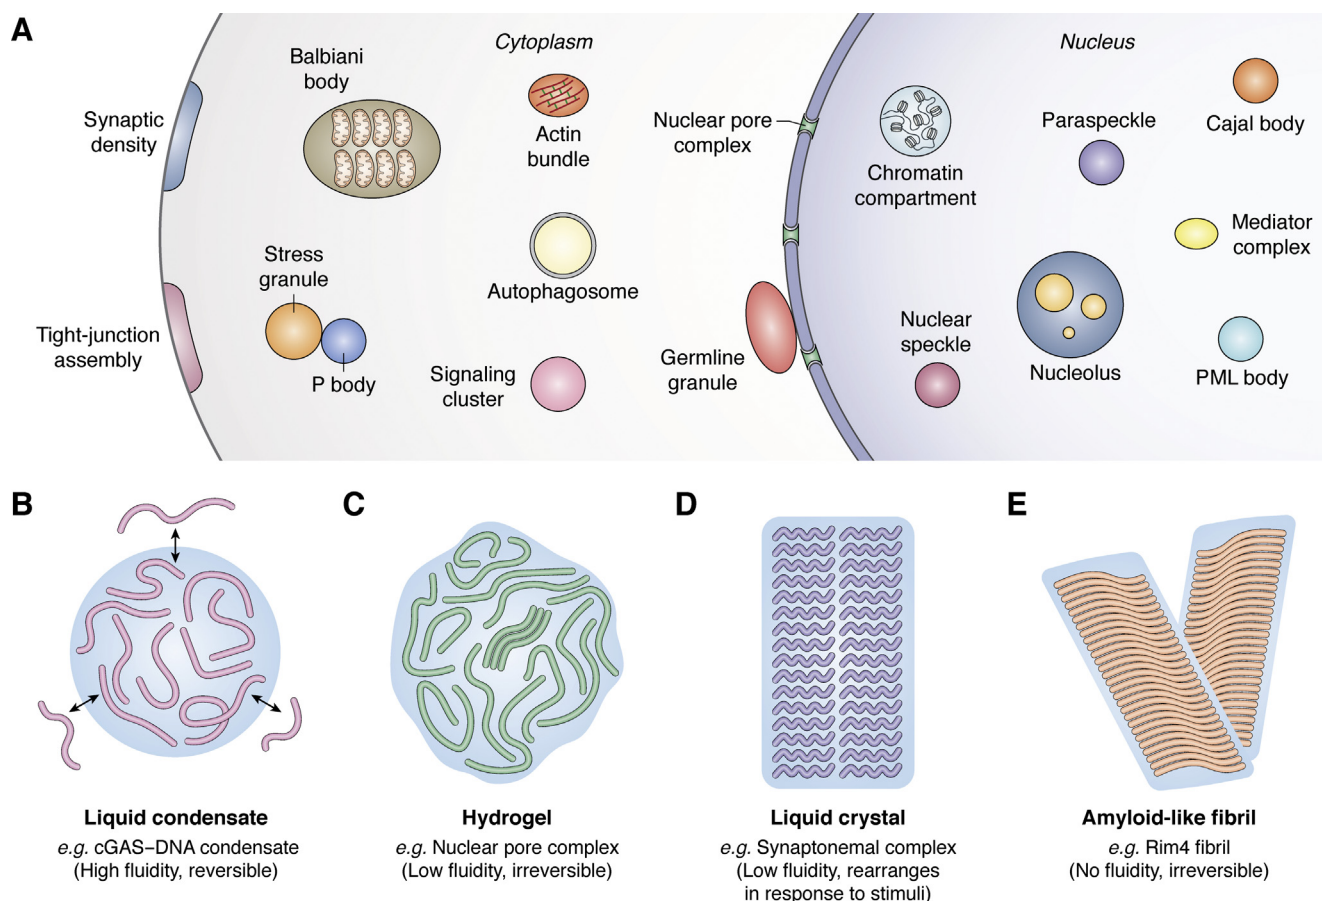 A
Cytoplasm
Nucleus
Balbiani
body
Synaptic
density
Actin
bundle
Nuclear pore
complex
Chromatin
compartment
Paraspeckle
Cajal body
Mediator
complex
Stress
granule
Autophagosome
Tight-junction
assembly
P body
Signaling
cluster
Germline
granule
Nuclear
speckle
Nucleolus
PML body
B
Liquid condensate
e.g. cGAS–DNA condensate
(High fluidity, reversible)
C
Hydrogel
e.g. Nuclear pore complex
(Low fluidity, irreversible)
D
Liquid crystal
e.g. Synaptonemal complex
(Low fluidity, rearranges
in response to stimuli)
E
Amyloid-like fibril
e.g. Rim4 fibril
(No fluidity, irreversible)